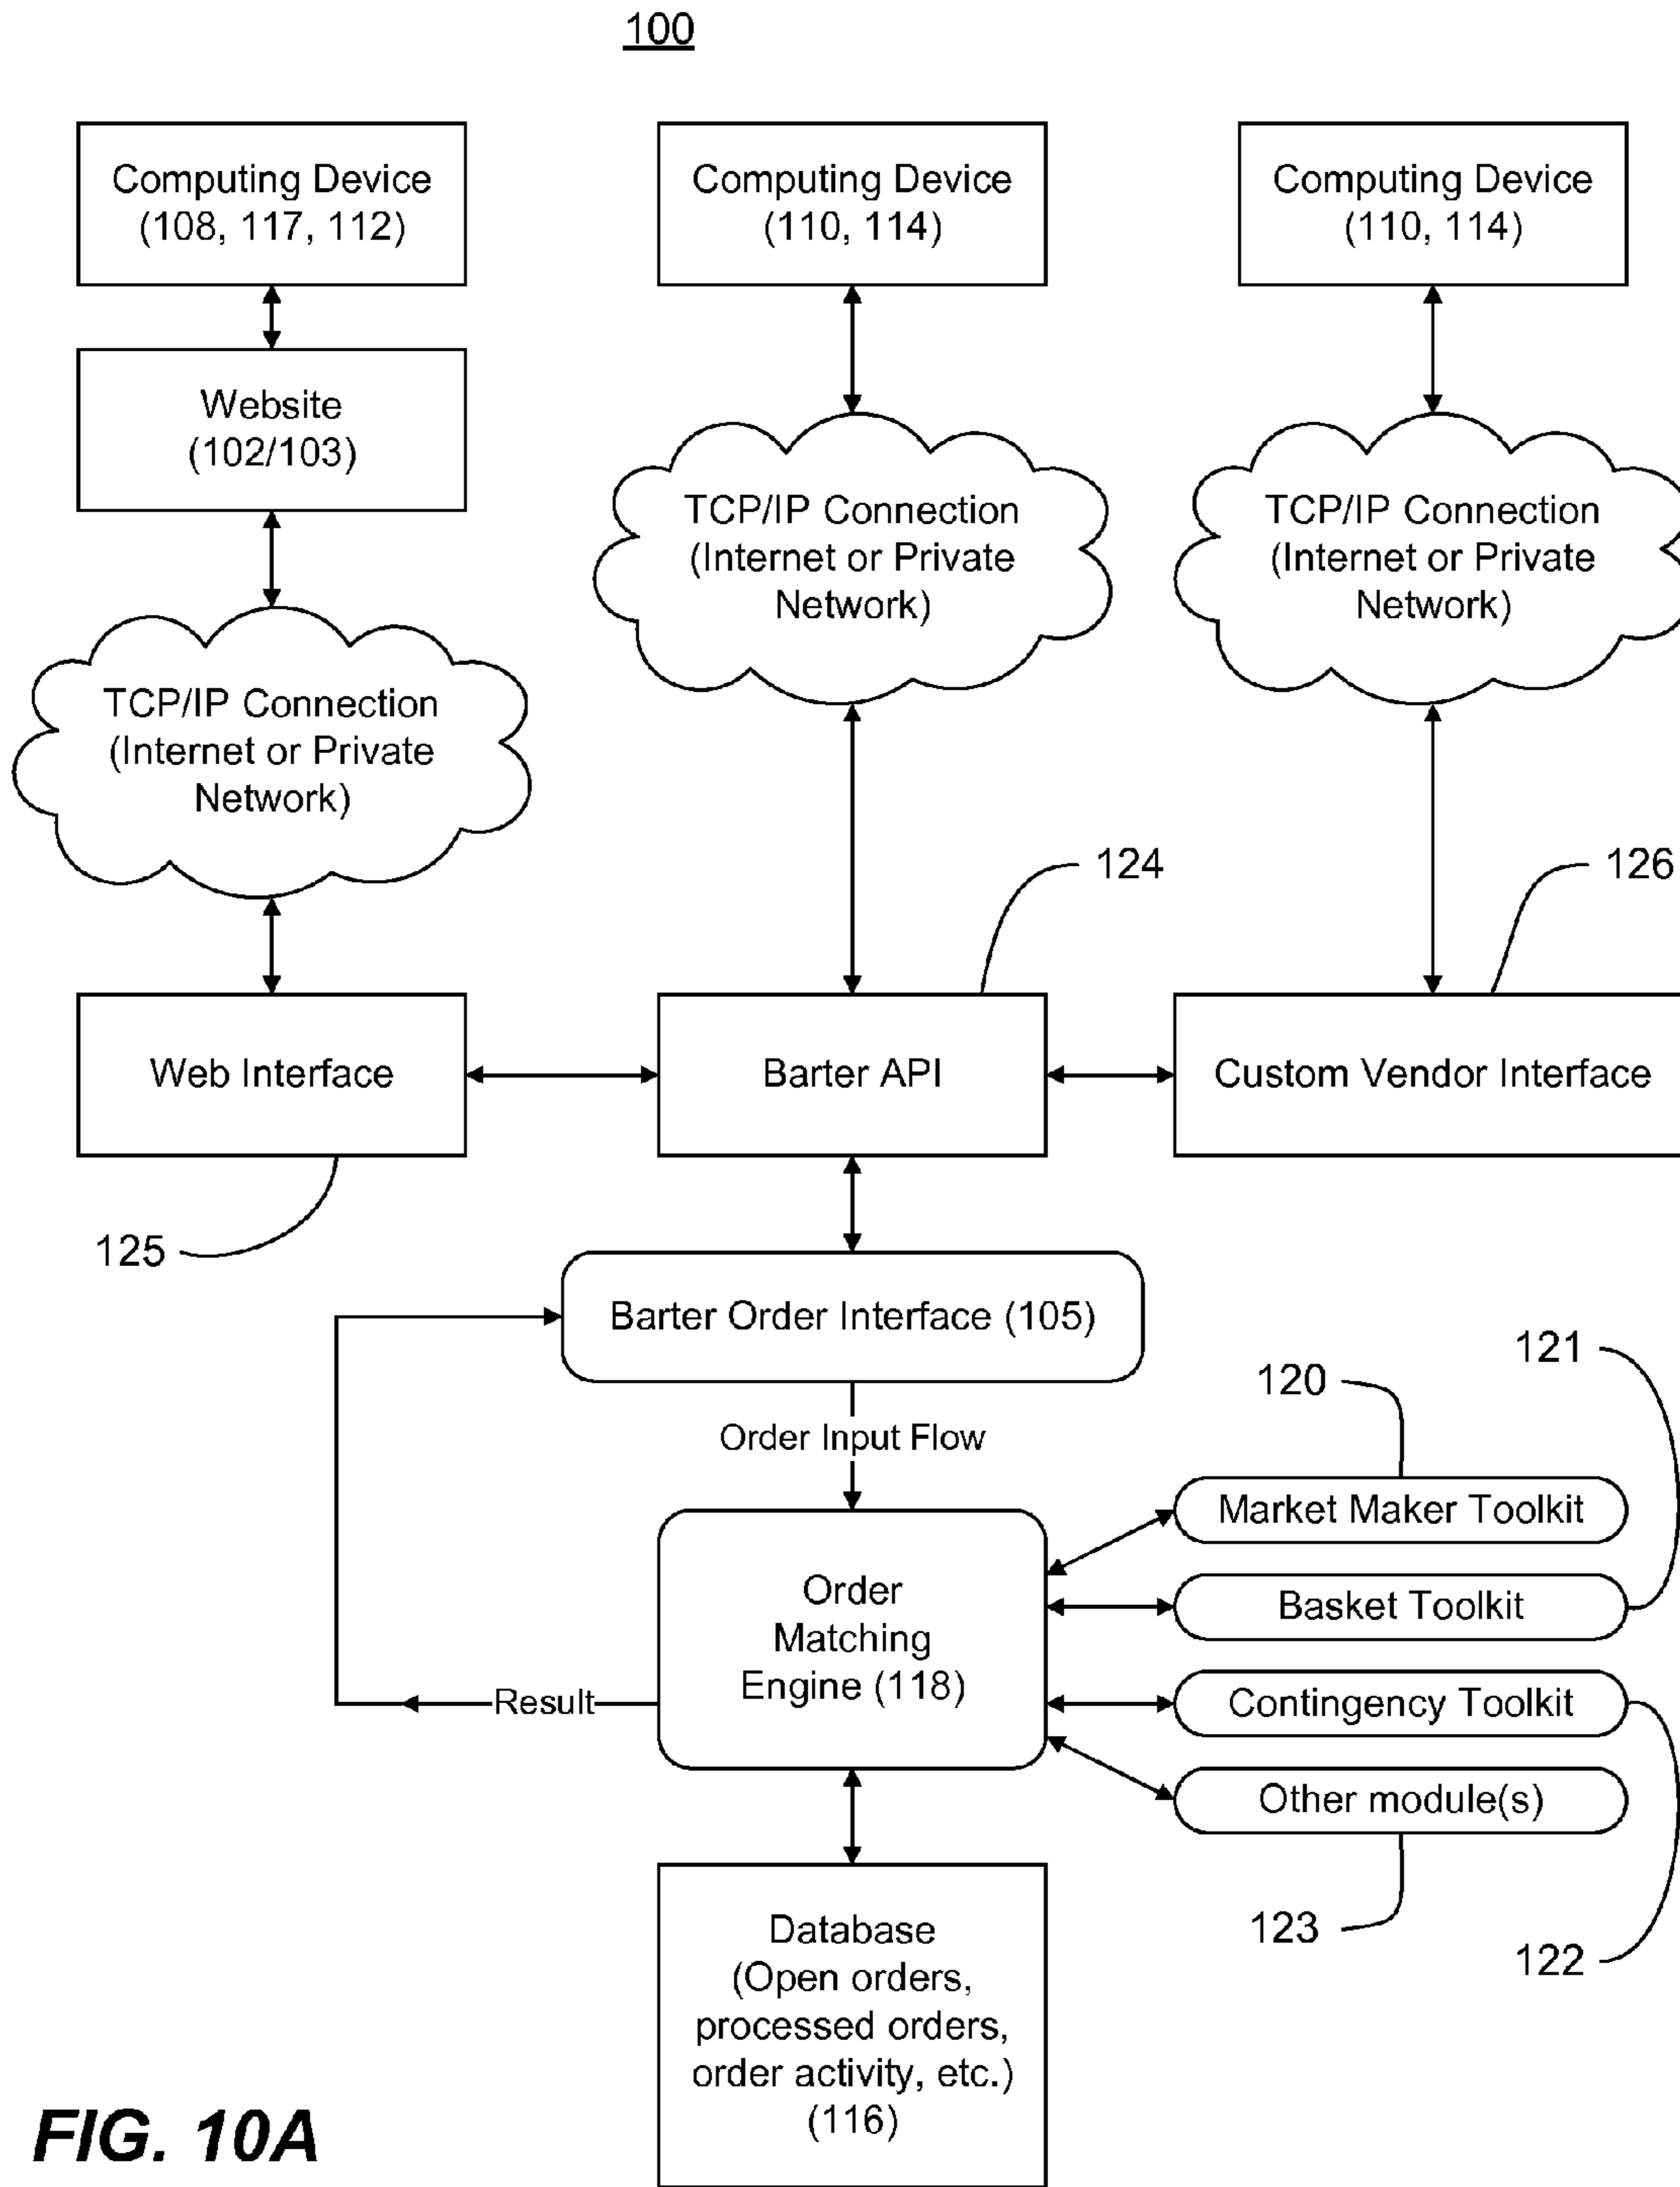 100
Computing Device
(108, 117, 112)
Computing Device
(110, 114)
Computing Device
(110, 114)
Website
(102/103)
TCP/IP Connection
(Internet or Private
Network)
TCP/IP Connection
(Internet or Private
Network)
TCP/IP Connection
(Internet or Private
Network)
124
126
Web Interface
Barter API
Custom Vendor Interface
125
Barter Order Interface (105)
121
120
Order Input Flow
Market Maker Toolkit
Basket Toolkit
Order
Matching
Engine (118)
Result
Contingency Toolkit
Other module(s)
123
122
Database
(Open orders,
processed orders,
order activity, etc.)
(116)
FIG. 10A